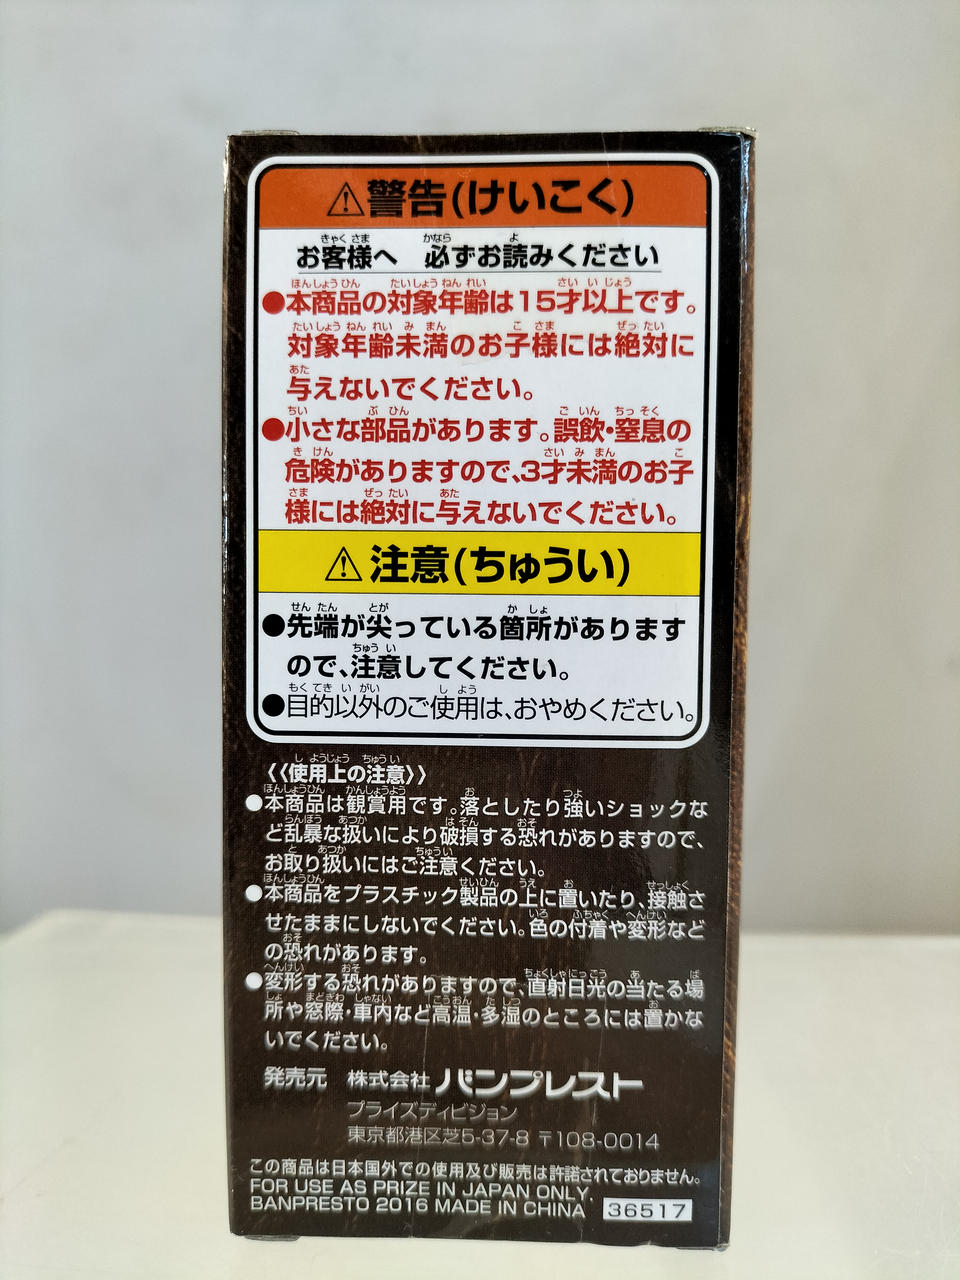 ⚠警告(けいこく)
お客様へ 必ずお読みください
●本商品の対象年齢は15才以上です。
対象年齢未満のお子様には絶対に
与えないでください。
●小さな部品があります。誤飲・窒息の
危険がありますので、3才未満のお子
様には絶対に与えないでください。
⚠注意(ちゅうい)
●先端が尖っている箇所があります
ので、注意してください。
●目的以外のご使用は、おやめください。
《使用上の注意》
●本商品は観賞用です。落としたり強いショックな
ど乱暴な扱いにより破損する恐れがありますので、
お取り扱いにはご注意ください。
●本商品をプラスチック製品の上に置いたり、接触さ
せたままにしないでください。色の付着や変形など
の恐れがあります。
●変形する恐れがありますので、直射日光の当たる場
所や窓際・車内など高温・多湿のところには置かな
いでください。
発売元 株式会社バンプレスト
プライズディビジョン
東京都港区芝5-37-8 〒108-0014
この商品は日本国外での使用及び販売は許諾されておりません。
FOR USE AS PRIZE IN JAPAN ONLY.
BANPRESTO 2016 MADE IN CHINA 36517